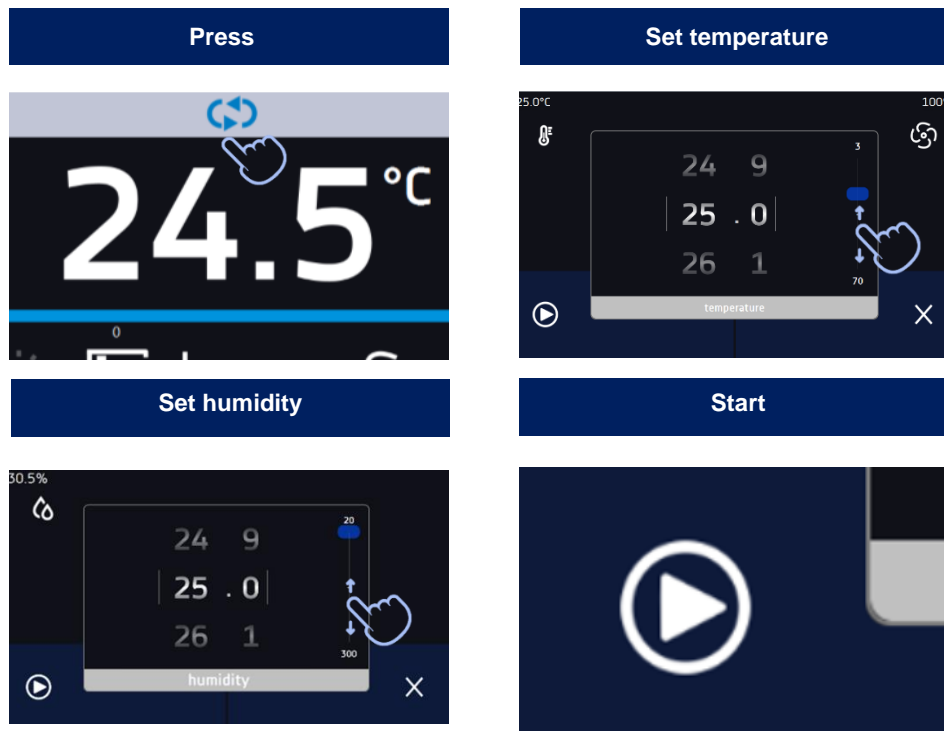 Press
24.5°C
0
Set temperature
25.0°C
100%
3
24 9
25 . 0
26 1
70
temperature
Set humidity
30.5%
20
24 9
25 . 0
26 1
300
humidity
Start